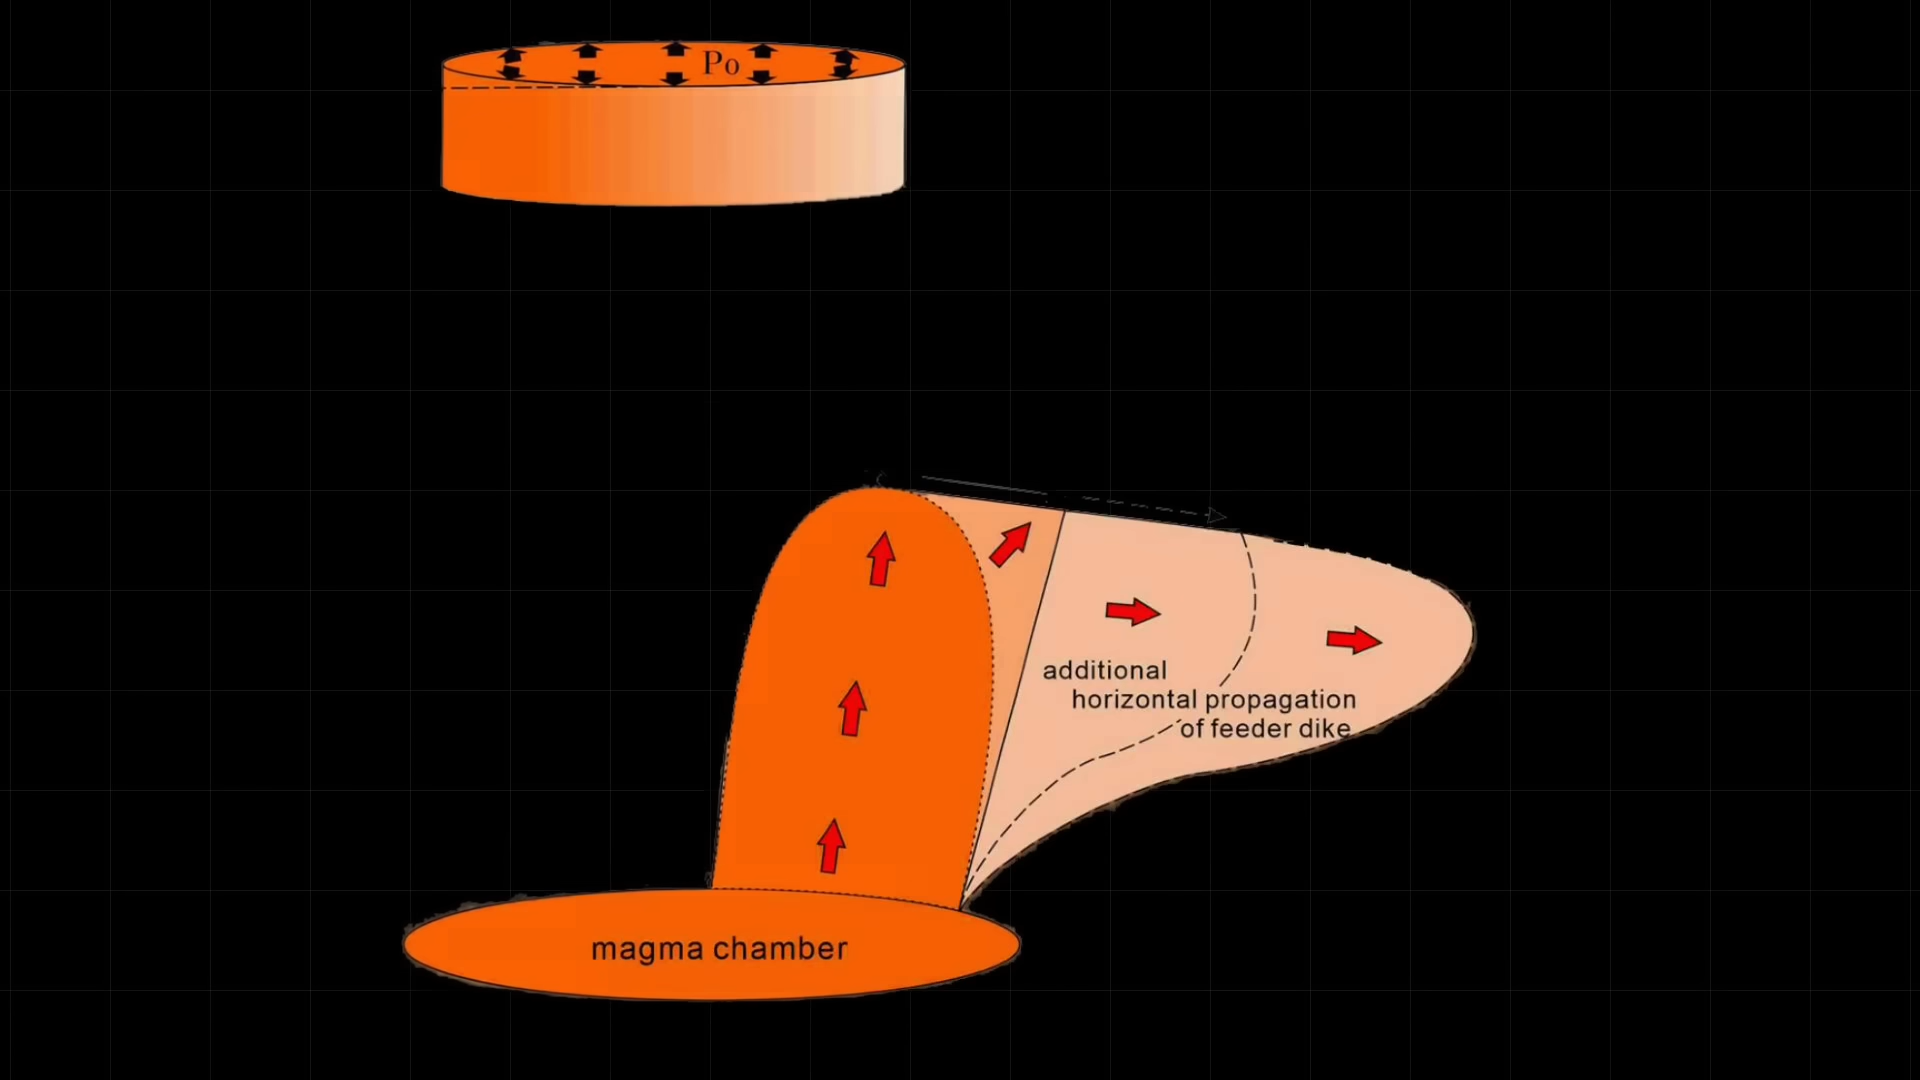 Po
additional
horizontal propagation
of feeder dike
magma chamber